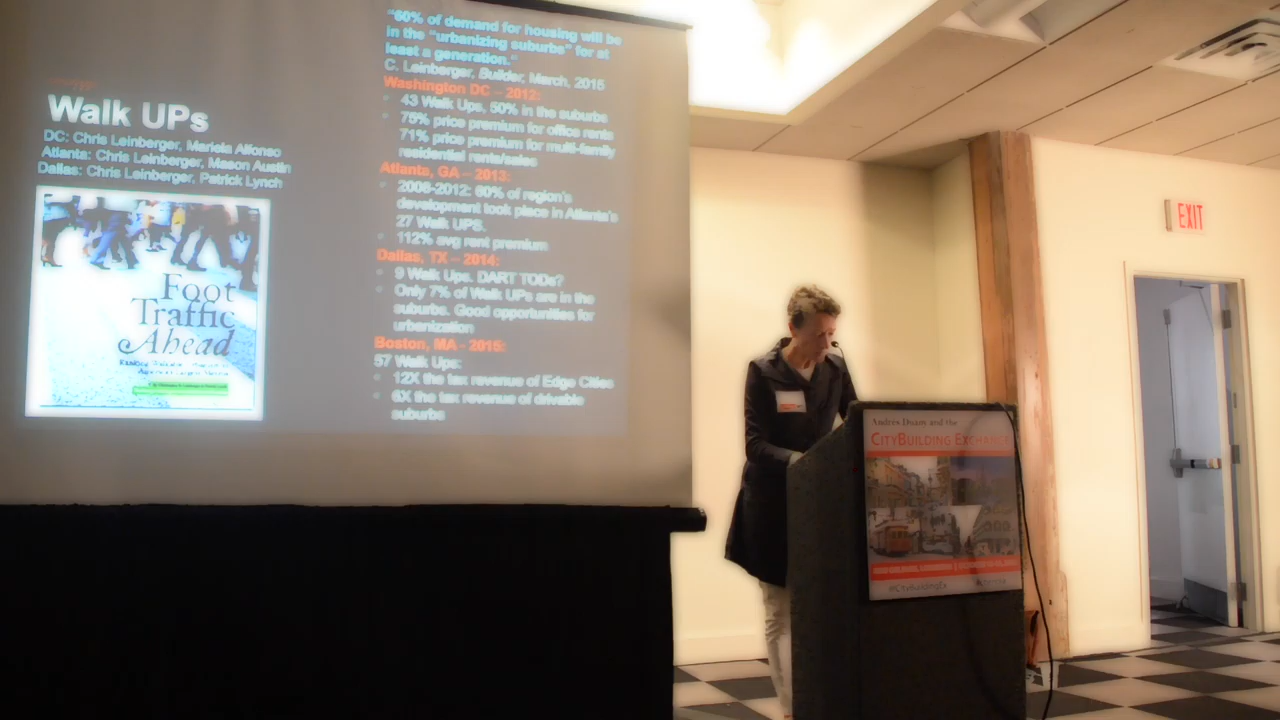 Walk UPs
DC: Chris Leinberger, Mariela Alfonso
Atlanta: Chris Leinberger, Mason Austin
Dallas: Chris Leinberger, Patrick Lynch
Foot
Traffic
Ahead
"60% of demand for housing will be
in the "urbanizing suburbs" for at
least a generation."
C. Leinberger, Builder, March, 2015
Washington DC – 2012:
43 Walk Ups, 50% in the suburbs
75% price premium for office rents
71% price premium for multi-family
residential rents/sales
Atlanta, GA – 2013:
2008-2012: 60% of region's
development took place in Atlanta's
27 Walk UPS.
112% avg rent premium
Dallas, TX – 2014:
9 Walk Ups. DART TODs?
Only 7% of Walk UPs are in the
suburbs. Good opportunities for
urbanization
Boston, MA - 2015:
57 Walk Ups:
12X the tax revenue of Edge Cities
6X the tax revenue of drivable
suburbs
Andres Duany and the
CITYBUILDING EXCHANGE
#CityBuildingEx
EXIT